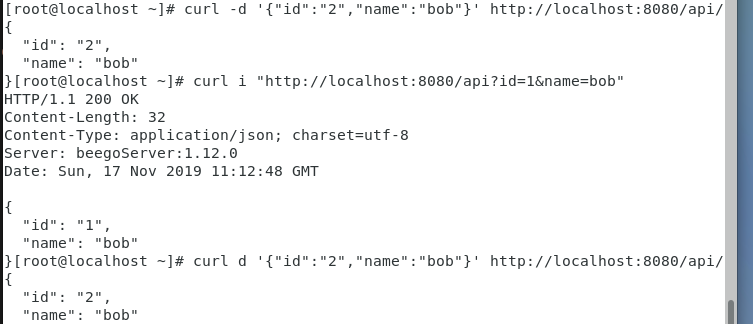 [root@localhost ~]# curl -d '{"id":"2","name":"bob"}' http://localhost:8080/api/
{
  "id": "2",
  "name": "bob"
}[root@localhost ~]# curl i "http://localhost:8080/api?id=1&name=bob"
HTTP/1.1 200 OK
Content-Length: 32
Content-Type: application/json; charset=utf-8
Server: beegoServer:1.12.0
Date: Sun, 17 Nov 2019 11:12:48 GMT

{
  "id": "1",
  "name": "bob"
}[root@localhost ~]# curl d '{"id":"2","name":"bob"}' http://localhost:8080/api/
{
  "id": "2",
  "name": "bob"